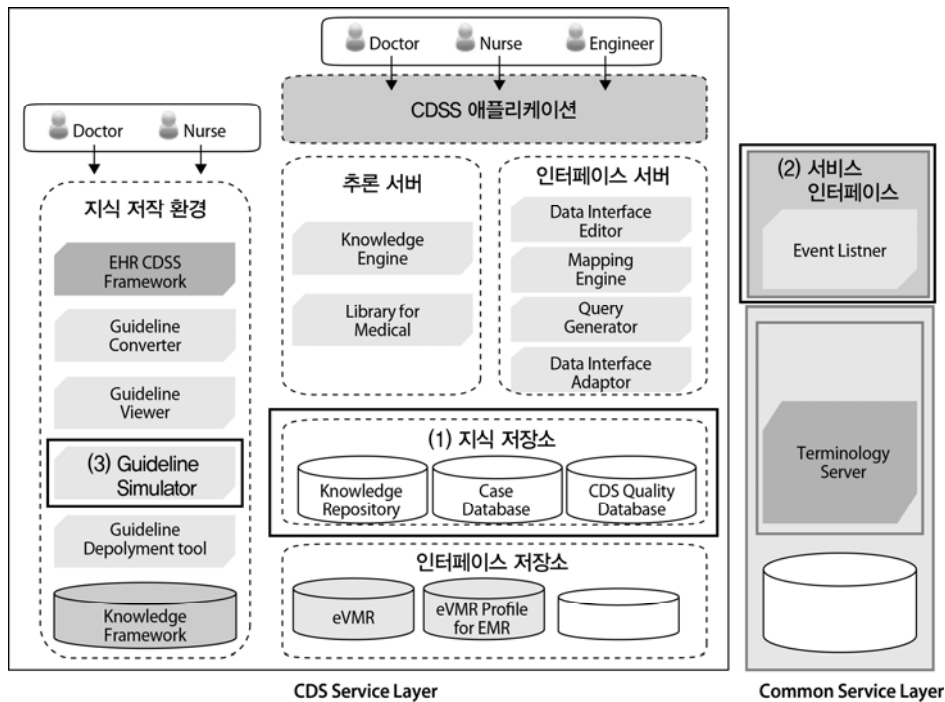 Doctor
Nurse
Engineer
CDSS 애플리케이션
Doctor
Nurse
지식 저작 환경
EHR CDSS
Framework
Guideline
Converter
Guideline
Viewer
(3) Guideline
Simulator
Guideline
Depolyment tool
Knowledge
Framework
추론 서버
Knowledge
Engine
Library for
Medical
인터페이스 서버
Data Interface
Editor
Mapping
Engine
Query
Generator
Data Interface
Adaptor
(1) 지식 저장소
Knowledge
Repository
Case
Database
CDS Quality
Database
인터페이스 저장소
eVMR
eVMR Profile
for EMR
CDS Service Layer
(2) 서비스
인터페이스
Event Listner
Terminology
Server
Common Service Layer